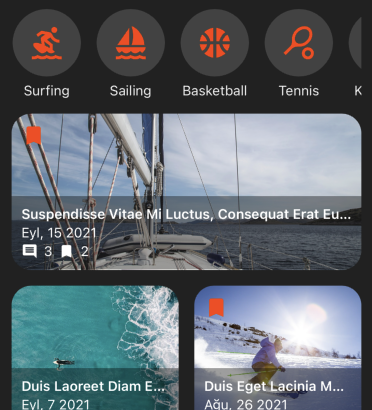 Surfing Sailing Basketball Tennis K
Suspendisse Vitae Mi Luctus, Consequat Erat Eu...
Eyl, 15 2021
3 2
Duis Laoreet Diam E...
Eyl, 7 2021
Duis Eget Lacinia M...
Ağu, 26 2021